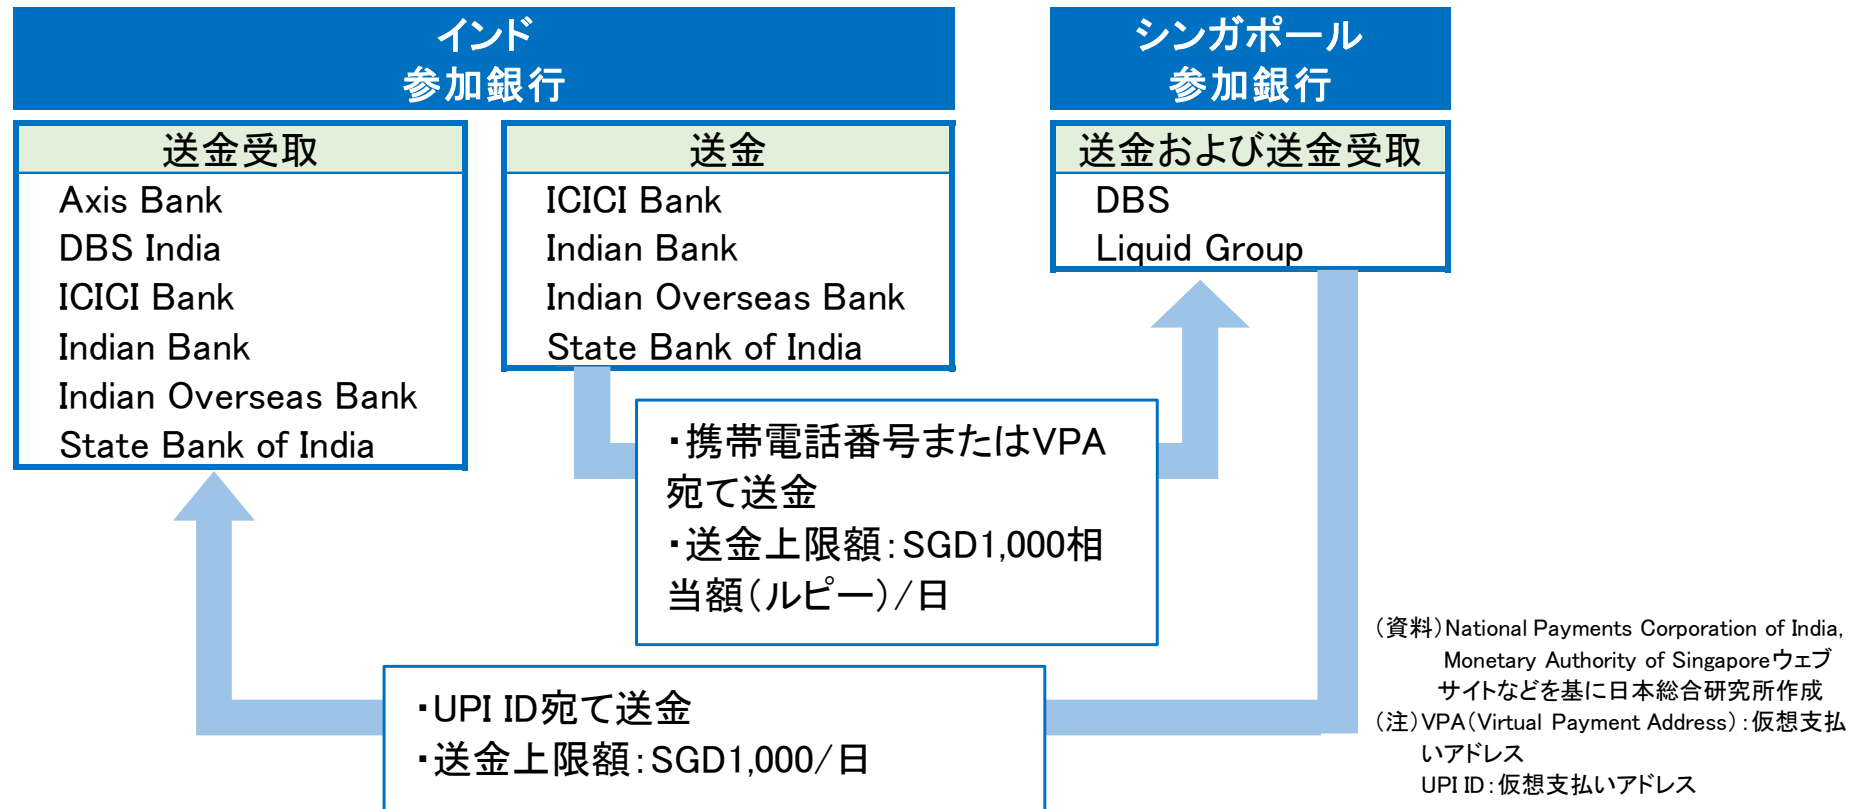 インド
参加銀行
シンガポール
参加銀行
送金受取
Axis Bank
DBS India
ICICI Bank
Indian Bank
Indian Overseas Bank
State Bank of India
送金
ICICI Bank
Indian Bank
Indian Overseas Bank
State Bank of India
送金および送金受取
DBS
Liquid Group
・携帯電話番号またはVPA
宛て送金
・送金上限額：SGD1,000相
当額（ルピー）/日
・UPI ID宛て送金
・送金上限額：SGD1,000/日
（資料）National Payments Corporation of India,
Monetary Authority of Singaporeウェブ
サイトなどを基に日本総合研究所作成
（注）VPA（Virtual Payment Address）：仮想支払
いアドレス
UPI ID：仮想支払いアドレス